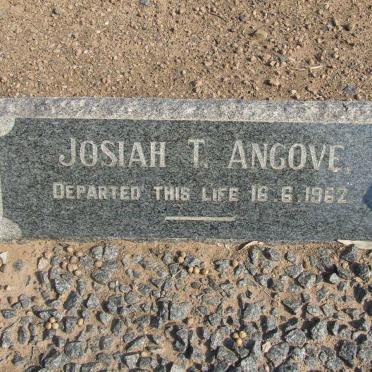 JOSIAH T. ANGOVE,
DEPARTED THIS LIFE 16.6.1962